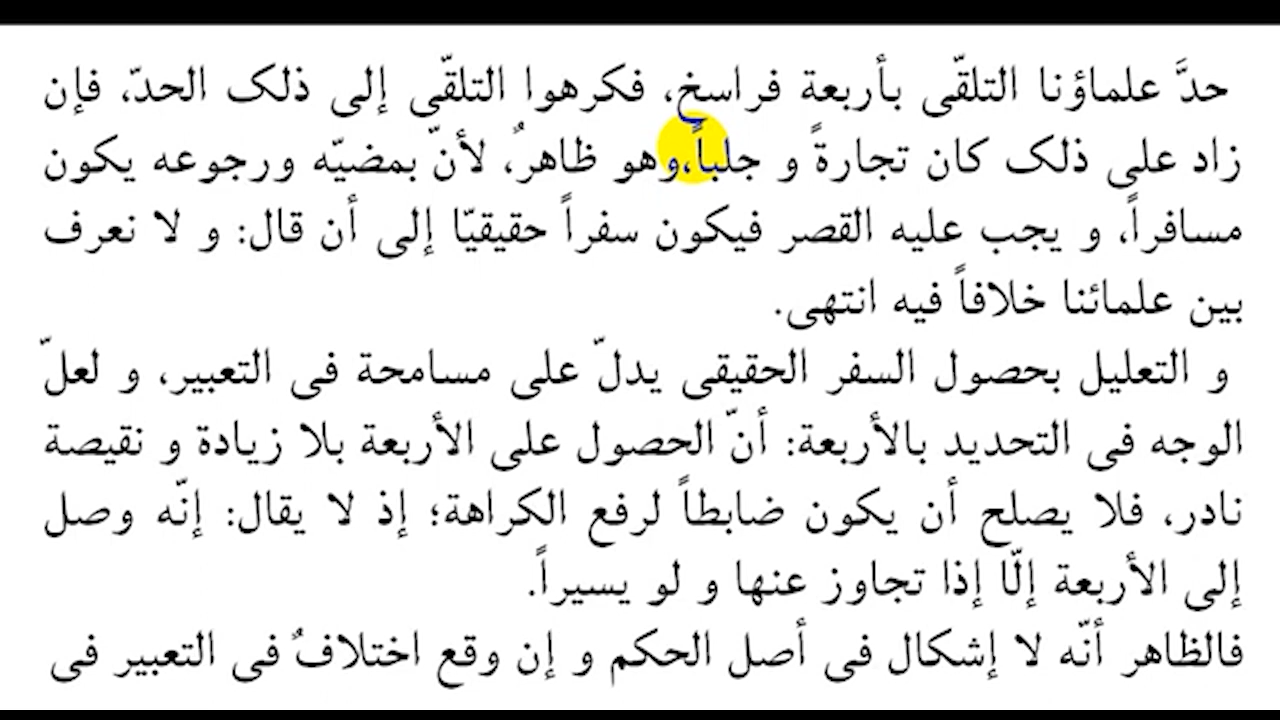 حدَّ علماؤنا التلقّی بأربعة فراسخ، فکرهوا التلقّی إلی ذلک الحدّ، فإن
زاد علی ذلک کان تجارةً و جلباً،وهو ظاهرٌ، لأنّ بمضیّه ورجوعه یکون
مسافراً، و یجب علیه القصر فیکون سفراً حقیقیّا إلی أن قال: و لا نعرف
بین علمائنا خلافاً فیه انتهی.
و التعلیل بحصول السفر الحقیقی یدلّ علی مسامحة فی التعبیر، و لعلّ
الوجه فی التحدید بالأربعة: أنّ الحصول علی الأربعة بلا زیادة و نقیصة
نادر، فلا یصلح أن یکون ضابطاً لرفع الکراهة؛ إذ لا یقال: إنّه وصل
إلی الأربعة إلّا إذا تجاوز عنها و لو یسیراً.
فالظاهر أنّه لا إشکال فی أصل الحکم و إن وقع اختلافٌ فی التعبیر فی